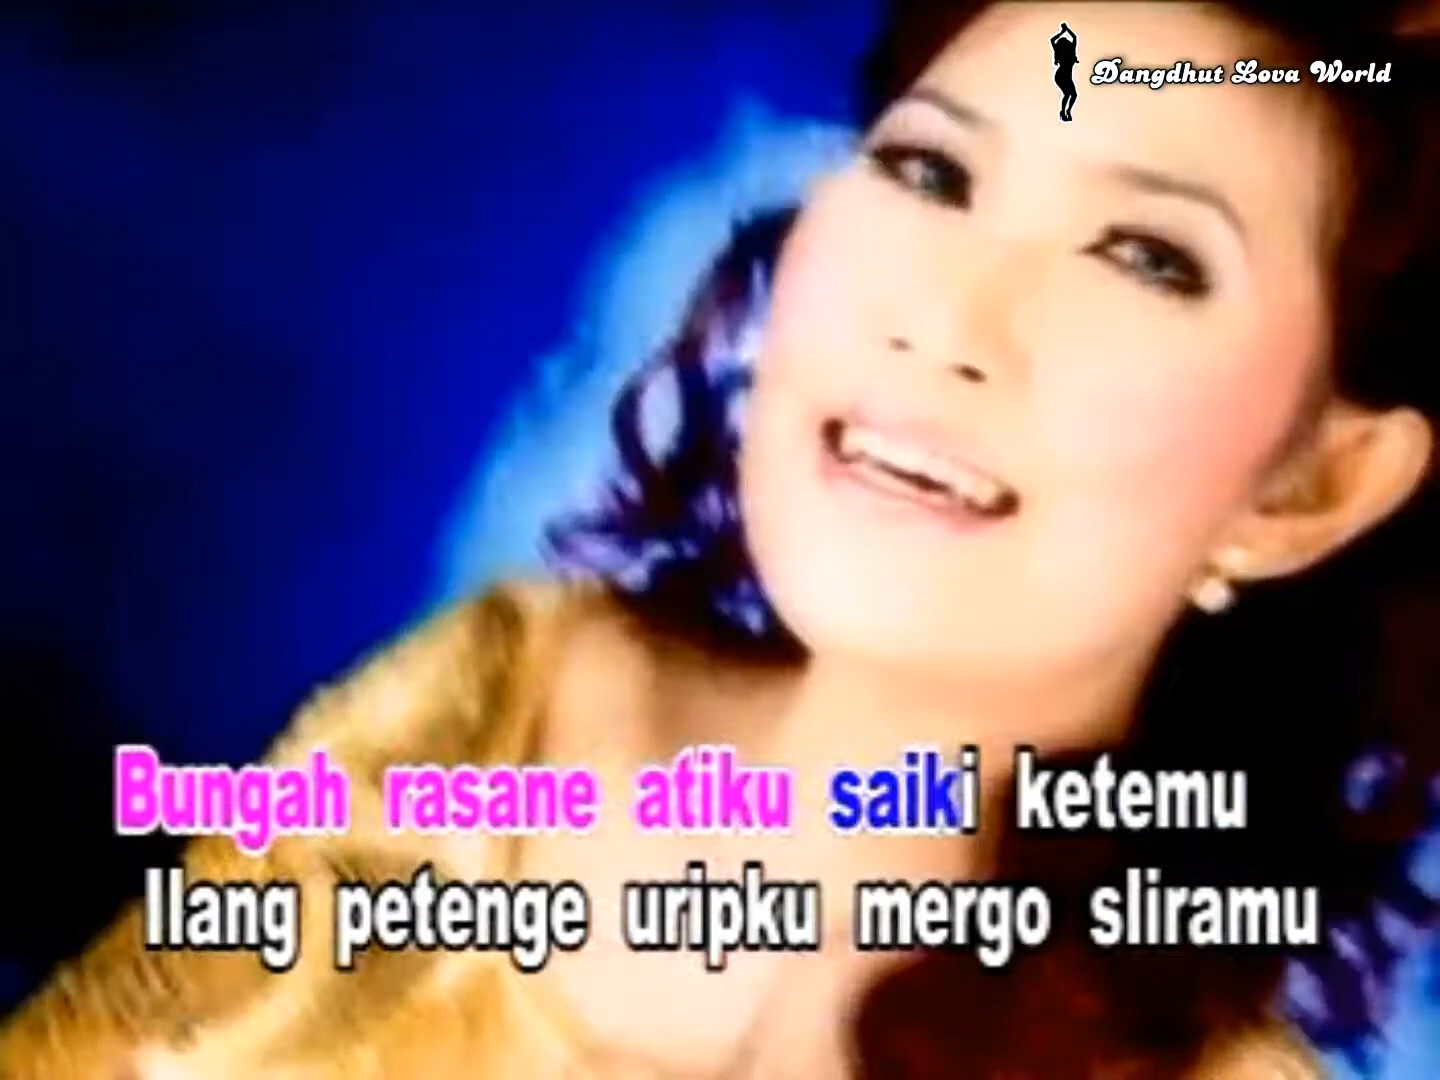 Dangdhut Lova World
Bungah rasane atiku saiki ketemu
Ilang petenge uripku mergo sliramu